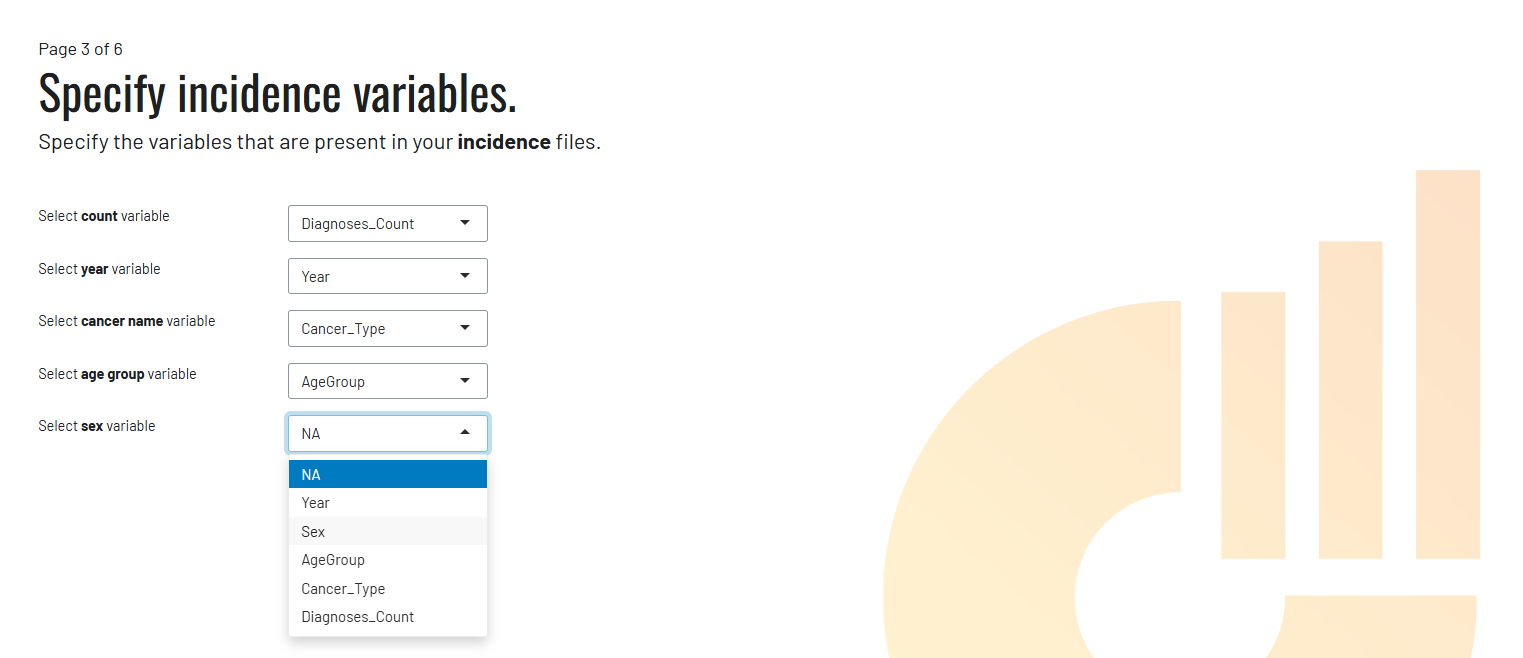 Page 3 of 6
Specify incidence variables.
Specify the variables that are present in your incidence files.
Select count variable
Diagnoses_Count
Select year variable
Year
Select cancer name variable
Cancer_Type
Select age group variable
AgeGroup
Select sex variable
NA
NA
Year
Sex
AgeGroup
Cancer_Type
Diagnoses_Count